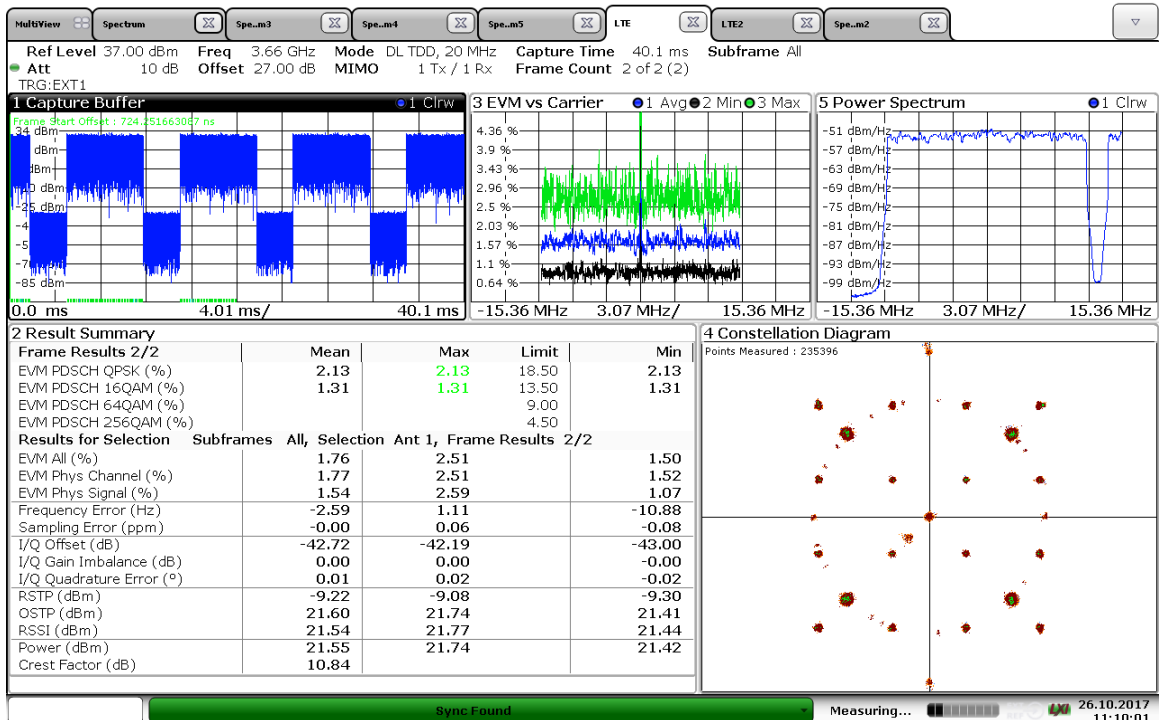 MultiView Spectrum Spe..m3 Spe..m4 Spe..m5 LTE LTE2 Spe..m2
Ref Level 37.00 dBm Freq 3.66 GHz Mode DL TDD, 20 MHz Capture Time 40.1 ms Subframe All
Att 10 dB Offset 27.00 dB MIMO 1 Tx / 1 Rx Frame Count 2 of 2 (2)
TRG:EXT1
1 Capture Buffer 1 Clrw
Frame Start Offset : 724.251663087 ns
34 dBm
dBm
dBm
dBm
-25 dBm
-85 dBm
0.0 ms 4.01 ms/ 40.1 ms
3 EVM vs Carrier 1 Avg 2 Min 3 Max
4.36 %
3.9 %
3.43 %
2.96 %
2.5 %
2.03 %
1.57 %
1.1 %
0.64 %
-15.36 MHz 3.07 MHz/ 15.36 MHz
5 Power Spectrum 1 Clrw
-51 dBm/Hz
-57 dBm/Hz
-63 dBm/Hz
-69 dBm/Hz
-75 dBm/Hz
-81 dBm/Hz
-87 dBm/Hz
-93 dBm/Hz
-99 dBm/Hz
-15.36 MHz 3.07 MHz/ 15.36 MHz
2 Result Summary
Frame Results 2/2 Mean Max Limit Min
EVM PDSCH QPSK (%) 2.13 2.13 18.50 2.13
EVM PDSCH 16QAM (%) 1.31 1.31 13.50 1.31
EVM PDSCH 64QAM (%) 9.00
EVM PDSCH 256QAM (%) 4.50
Results for Selection Subframes All, Selection Ant 1, Frame Results 2/2
EVM All (%) 1.76 2.51 1.50
EVM Phys Channel (%) 1.77 2.51 1.52
EVM Phys Signal (%) 1.54 2.59 1.07
Frequency Error (Hz) -2.59 1.11 -10.88
Sampling Error (ppm) -0.00 0.06 -0.08
I/Q Offset (dB) -42.72 -42.19 -43.00
I/Q Gain Imbalance (dB) 0.00 0.00 -0.00
I/Q Quadrature Error (°) 0.01 0.02 -0.02
RSTP (dBm) -9.22 -9.08 -9.30
OSTP (dBm) 21.60 21.74 21.41
RSSI (dBm) 21.54 21.77 21.44
Power (dBm) 21.55 21.74 21.42
Crest Factor (dB) 10.84
4 Constellation Diagram
Points Measured : 235396
Sync Found
Measuring...
LXI
26.10.2017
11:10:01